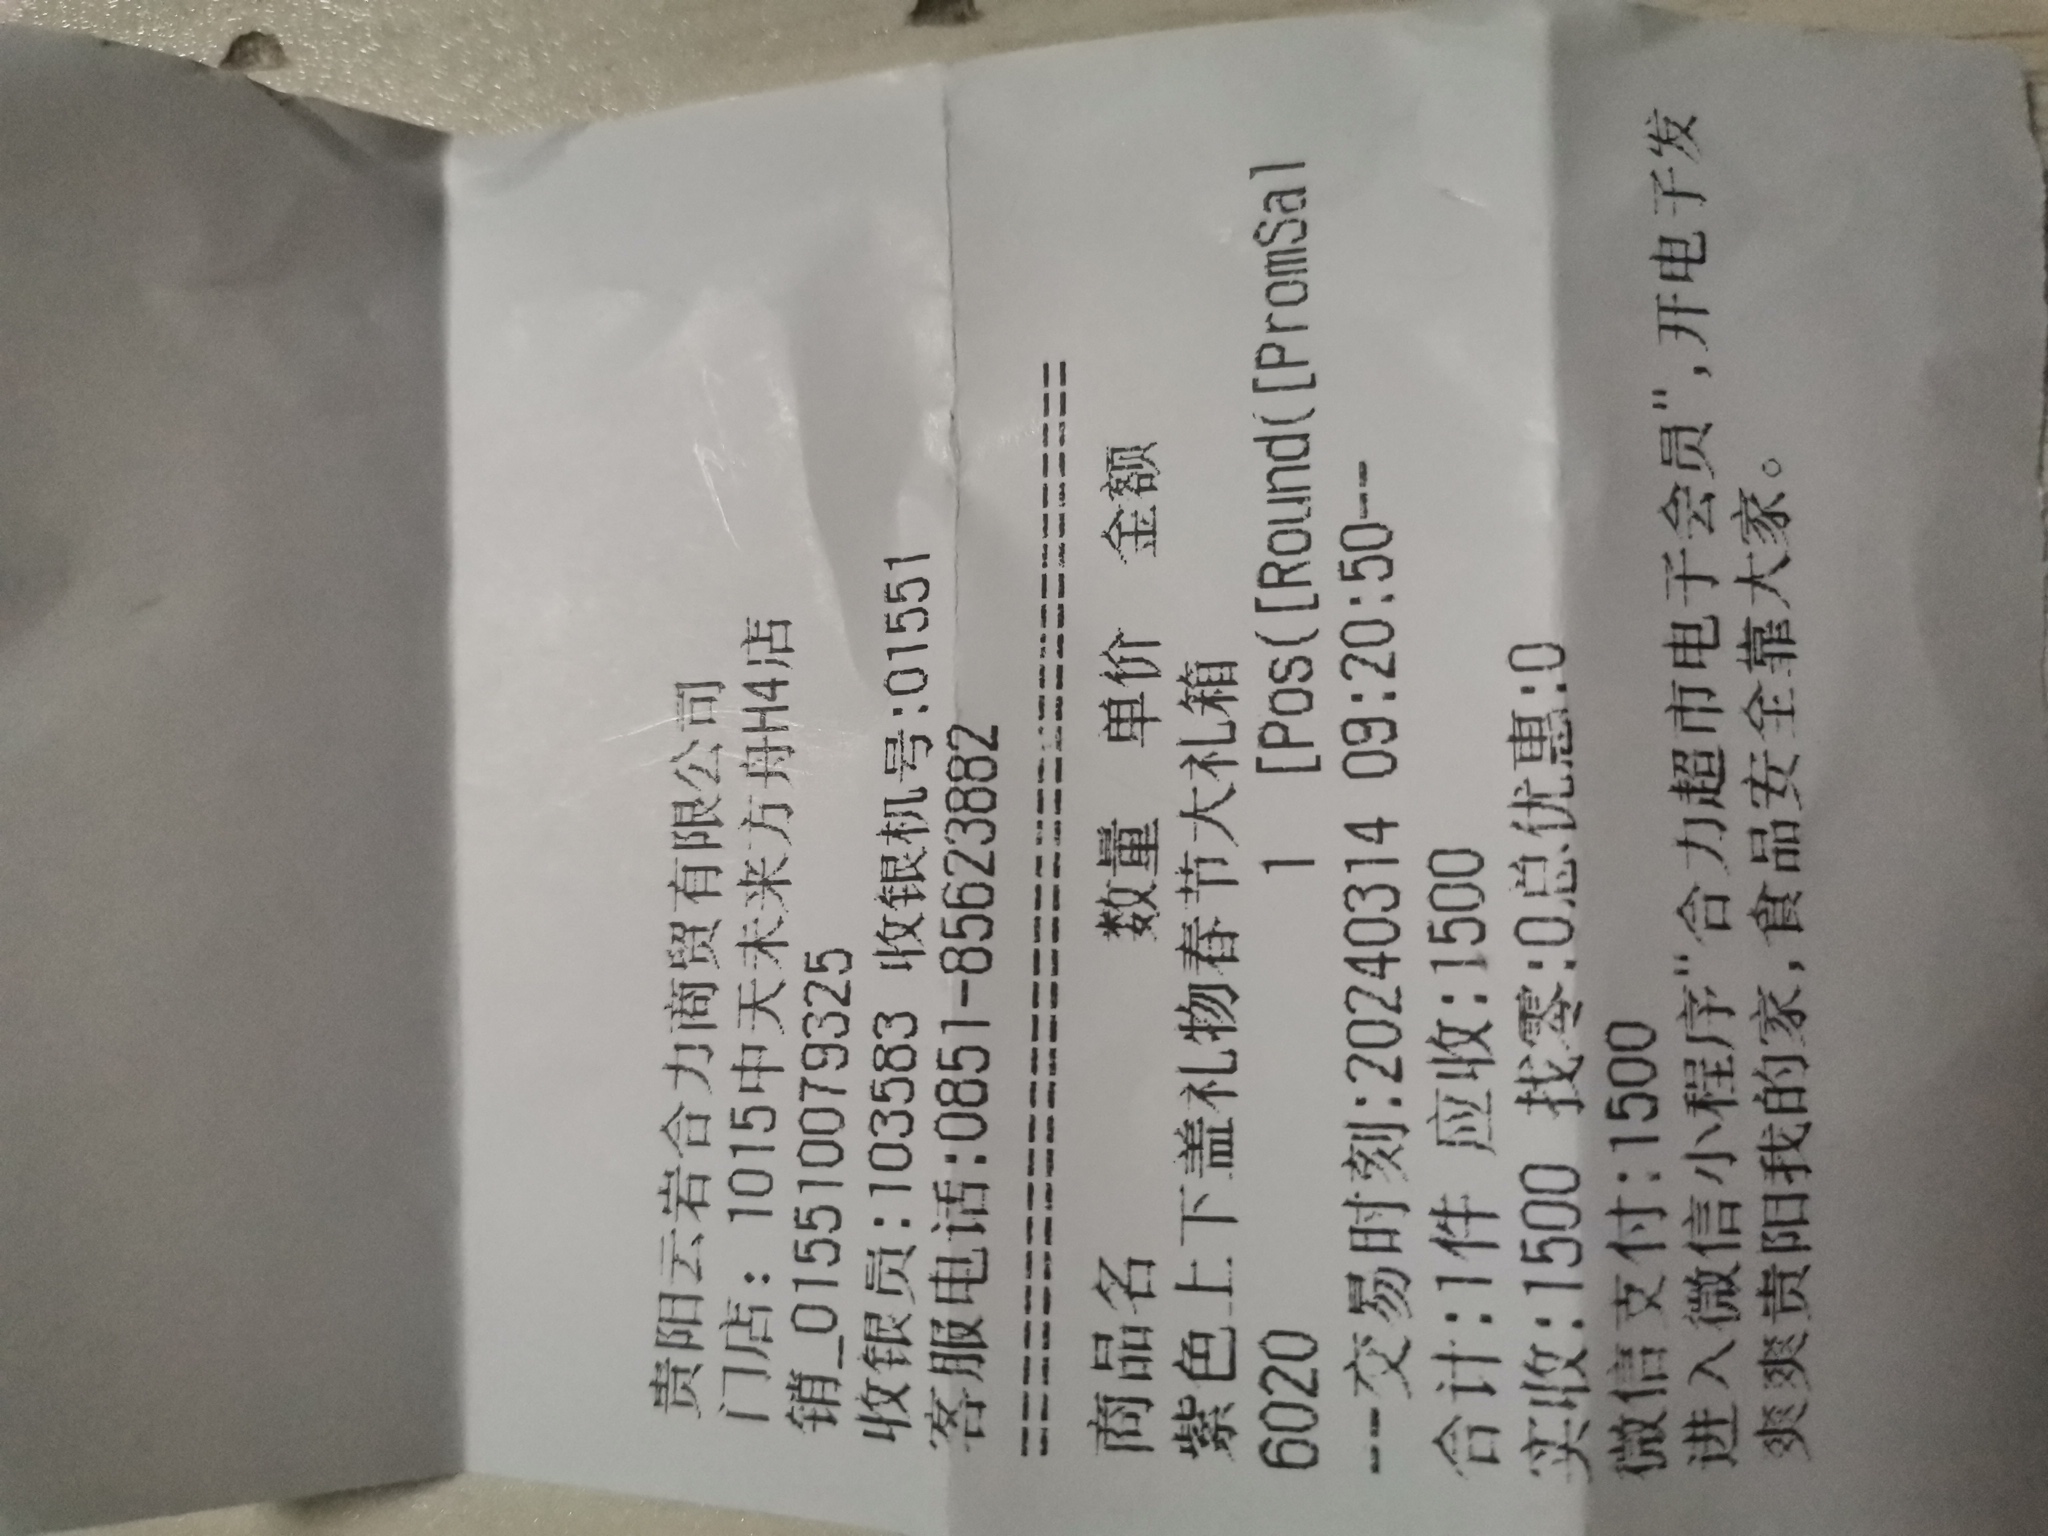 贵阳云岩合力商贸有限公司
门店: 1015中天未来方舟H4店
销_01551007 9325
收银员:103583 收银机号:01551
客服电话:0851-85623882
================================
商品名 数量 单价 金额
紫色上下盖礼物春节大礼箱
6020 1 [Pos([Round([PromSal
---交易时刻:20240314 09:20:50--
合计:1件 应收:1500
实收:1500 找零:0总优惠:0
微信支付:1500
进入微信小程序"合力超市电子会员",开电子发
爽爽贵阳我的家,食品安全靠大家。